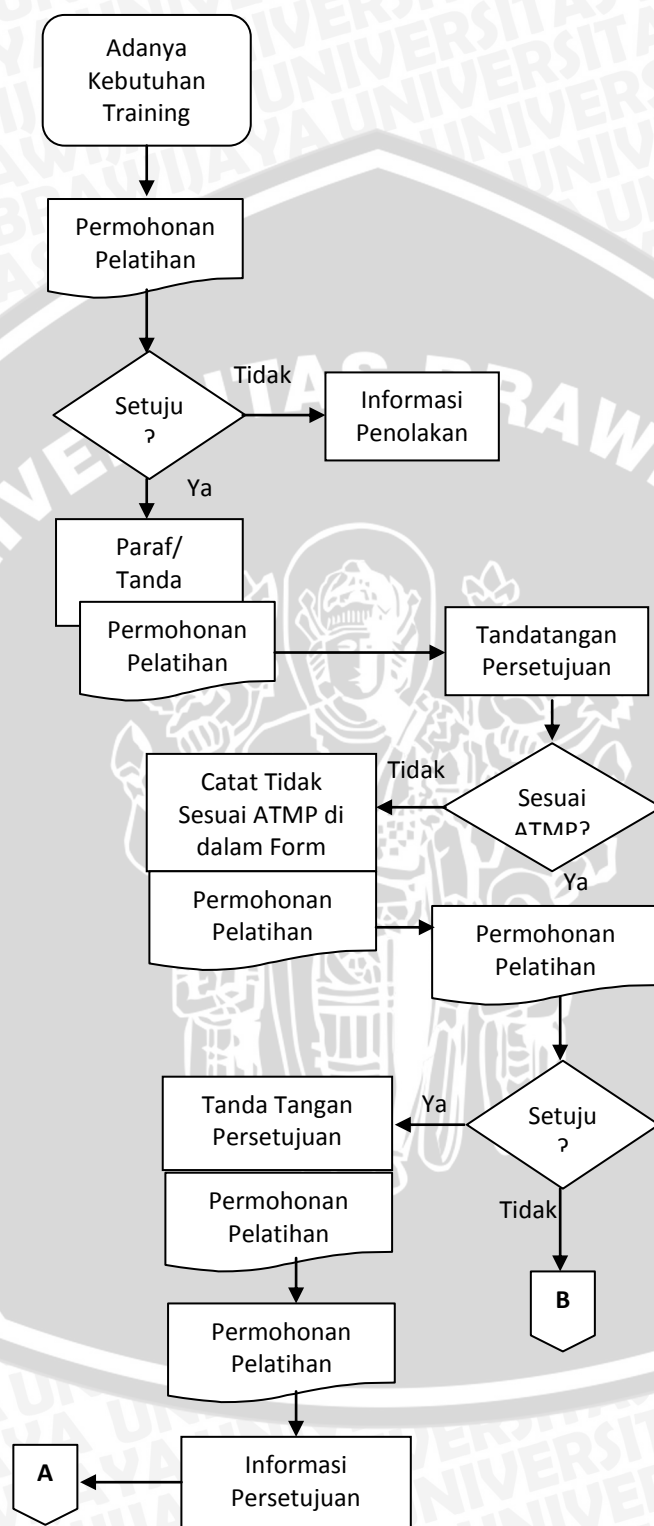 Adanya
Kebutuhan
Training
Permohonan
Pelatihan
Setuju
?
Tidak
Informasi
Penolakan
Ya
Paraf/
Tanda
Permohonan
Pelatihan
Tandatangan
Persetujuan
Sesuai
ATMP?
Tidak
Catat Tidak
Sesuai ATMP di
dalam Form
Permohonan
Pelatihan
Ya
Permohonan
Pelatihan
Setuju
?
Ya
Tanda Tangan
Persetujuan
Permohonan
Pelatihan
Tidak
B
Permohonan
Pelatihan
Informasi
Persetujuan
A